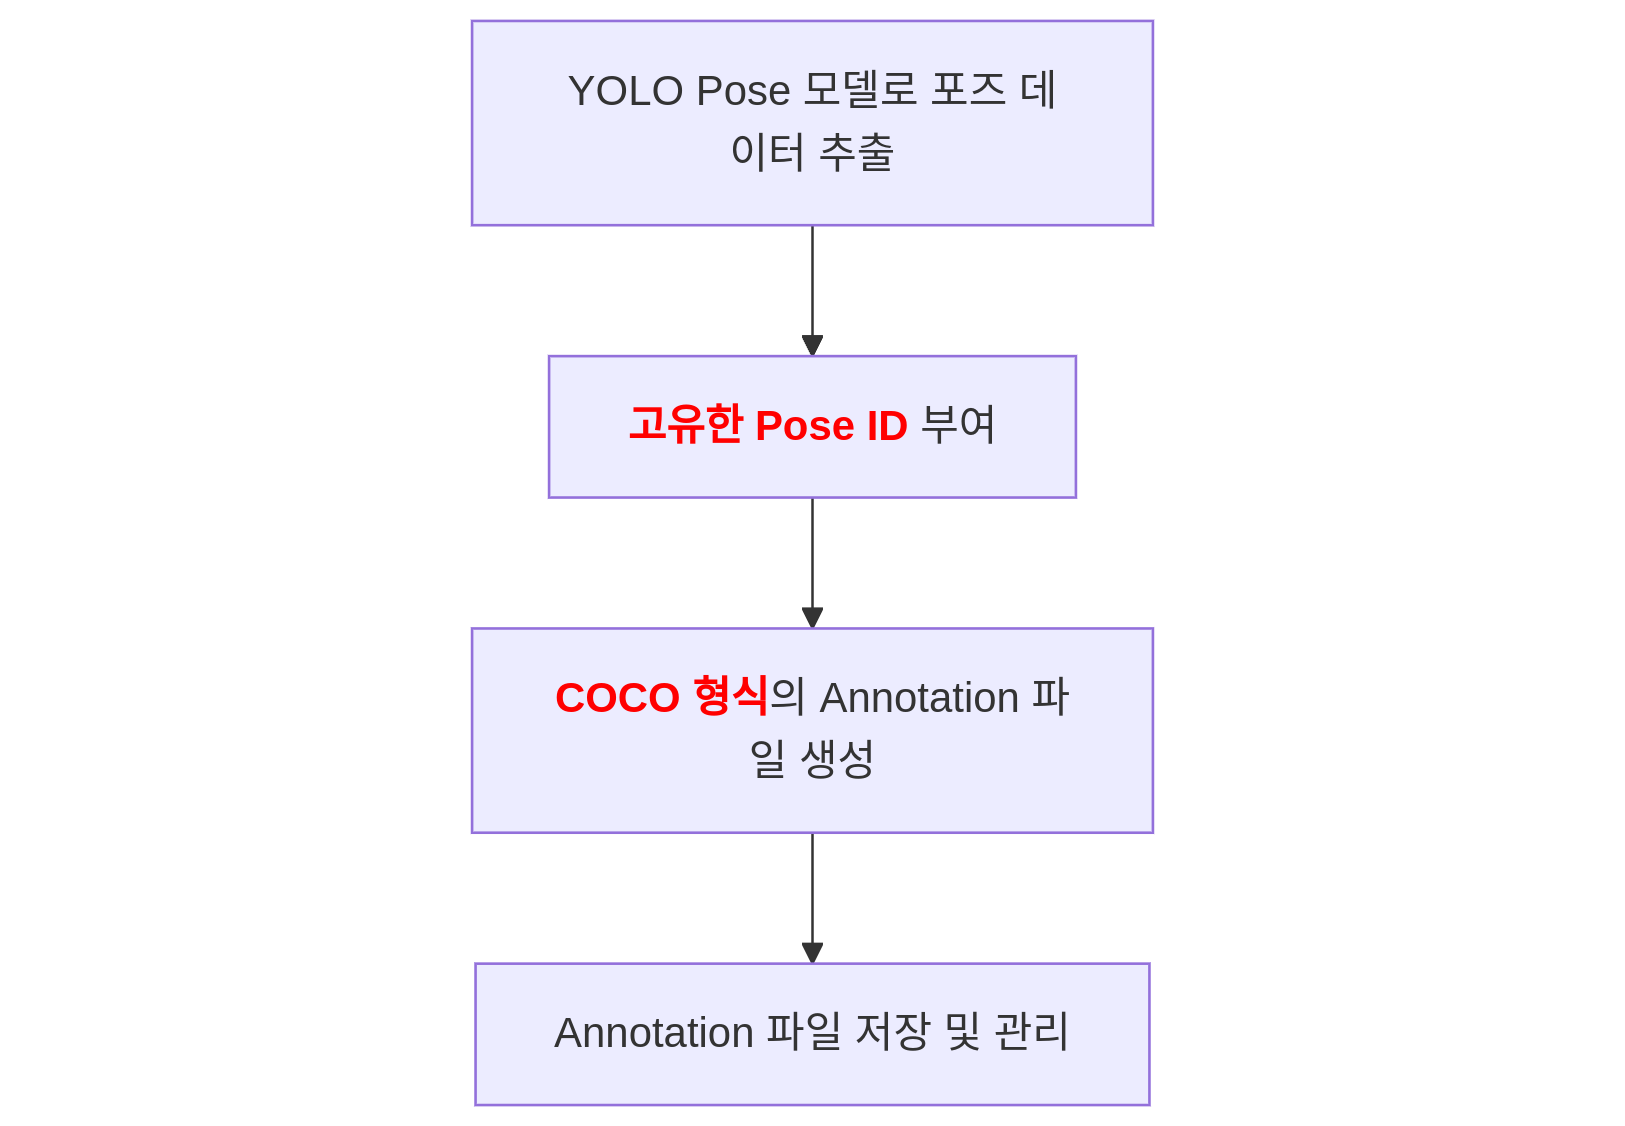 YOLO Pose 모델로 포즈 데
이터 추출
고유한 Pose ID 부여
COCO 형식의 Annotation 파
일 생성
Annotation 파일 저장 및 관리